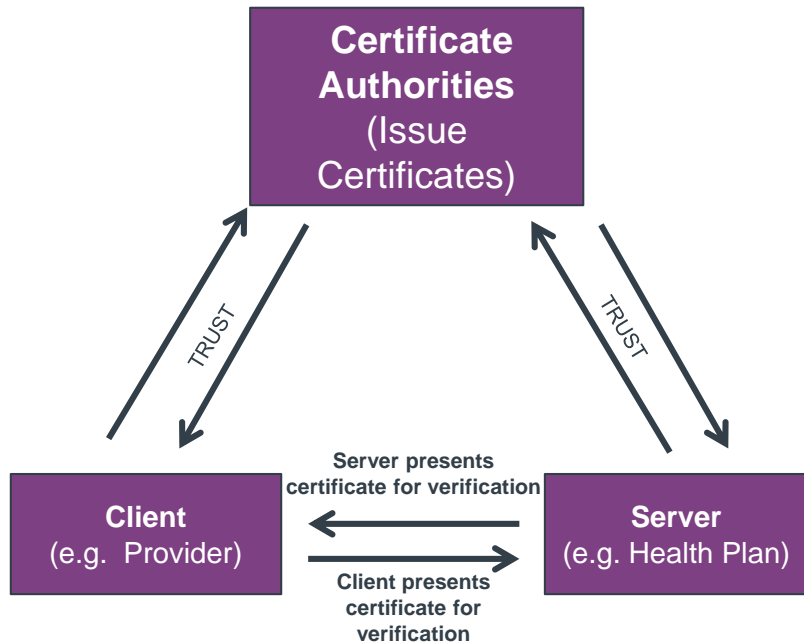 Certificate
Authorities
(Issue
Certificates)
TRUST
TRUST
Server presents
certificate for verification
Client
(e.g. Provider)
Server
(e.g. Health Plan)
Client presents
certificate for
verification